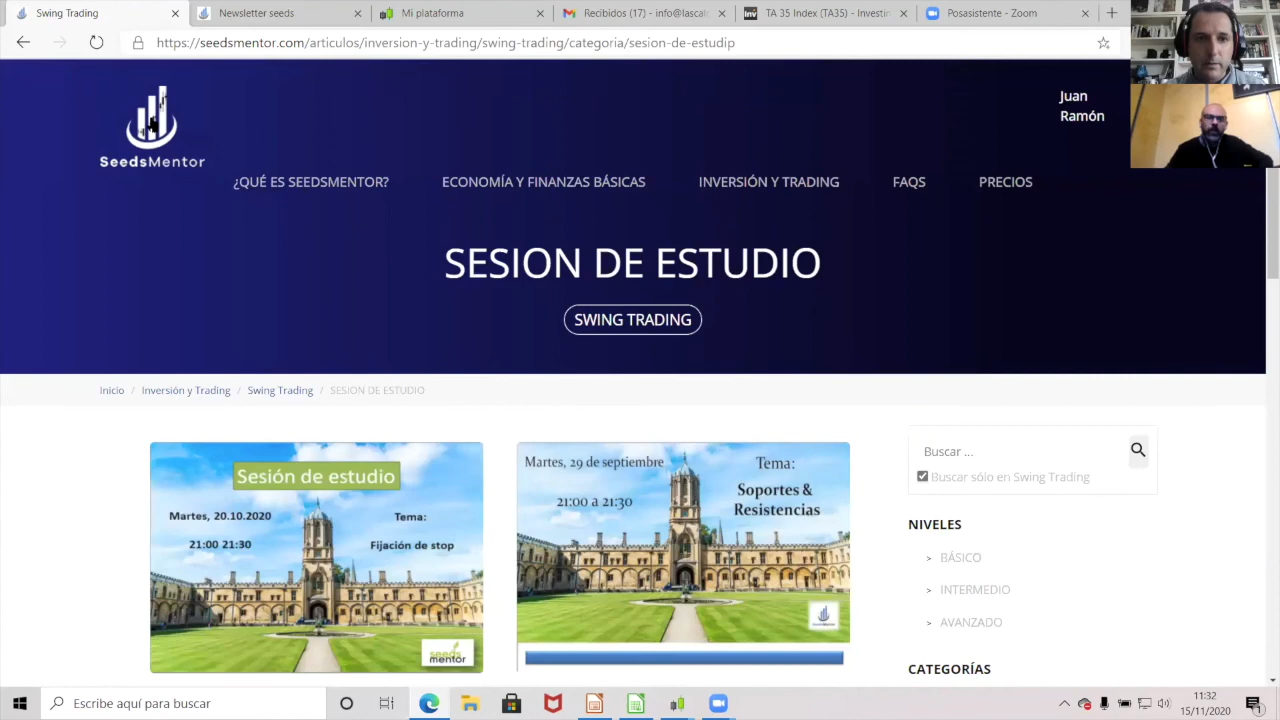 Swing Trading
Newsletter seeds
Mi plataforma
Recibidos (17) - info@lascal
TA 35 Index (TA35) - Investin
Posasistente - Zoom
https://seedsmentor.com/articulos/inversion-y-trading/swing-trading/categoria/sesion-de-estudip
SeedsMentor
Juan
Ramón
¿QUÉ ES SEEDSMENTOR?
ECONOMÍA Y FINANZAS BÁSICAS
INVERSIÓN Y TRADING
FAQS
PRECIOS
SESION DE ESTUDIO
SWING TRADING
Inicio / Inversión y Trading / Swing Trading / SESION DE ESTUDIO
Sesión de estudio
Martes, 20.10.2020
21:00 21:30
Tema:
Fijación de stop
seeds
mentor
Martes, 29 de septiembre
21:00 a 21:30
Tema:
Soportes &
Resistencias
Buscar ...
Buscar sólo en Swing Trading
NIVELES
> BÁSICO
> INTERMEDIO
> AVANZADO
CATEGORÍAS
Escribe aquí para buscar
11:32
15/11/2020